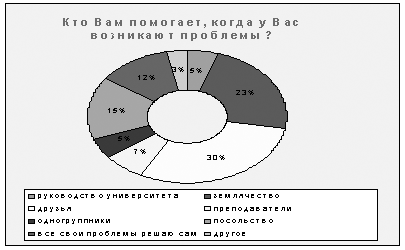 Кто Вам помогает, когда у Вас
возникают проблемы?
3%
5%
12%
23%
15%
5%
7%
30%
руководство университета
землячество
друзья
преподаватели
одногруппники
посольство
все свои проблемы решаю сам
другое